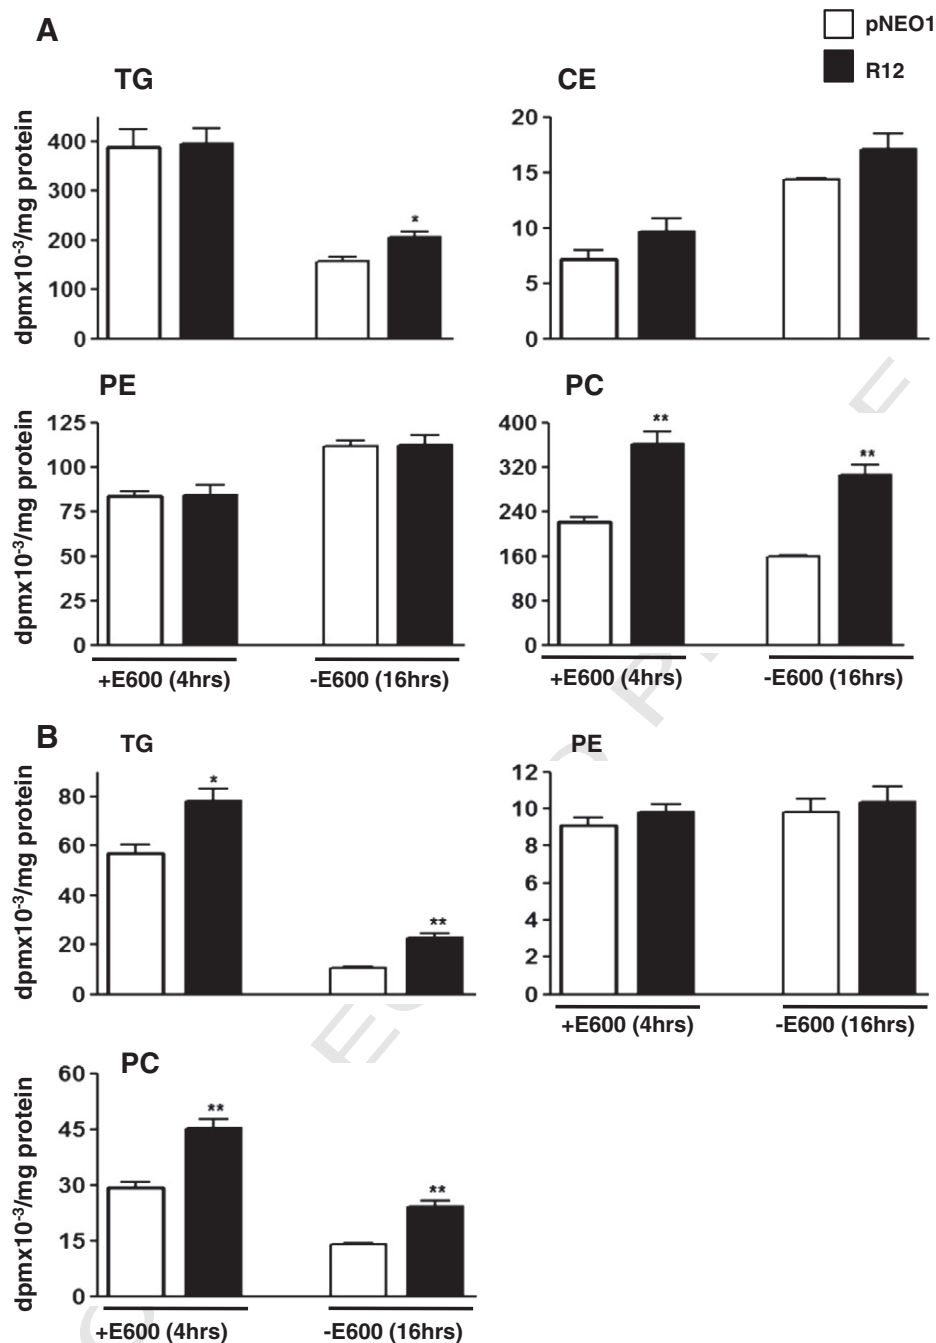 A
pNEO1
R12
TG
CE
dpmx10⁻³/mg protein
400
300
200
100
0
*
20
15
10
5
0
PE
PC
dpmx10⁻³/mg protein
125
100
75
50
25
0
+E600 (4hrs)
-E600 (16hrs)
400
320
240
160
80
0
**
**
+E600 (4hrs)
-E600 (16hrs)
B
TG
PE
dpmx10⁻³/mg protein
80
60
40
20
0
*
**
12
10
8
6
4
2
0
+E600 (4hrs)
-E600 (16hrs)
PC
dpmx10⁻³/mg protein
60
45
30
15
0
**
**
+E600 (4hrs)
-E600 (16hrs)